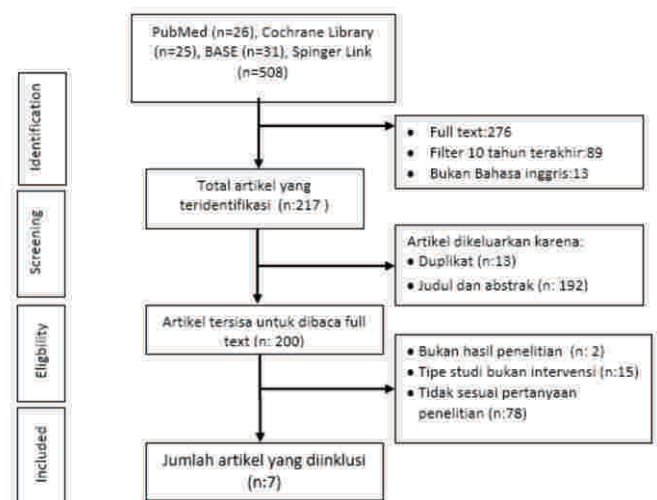 PubMed (n=26), Cochrane Library
(n=25), BASE (n=31), Spinger Link
(n=508)
Identification
• Full text:276
• Filter 10 tahun terakhir:89
• Bukan Bahasa inggris:13
Total artikel yang
teridentifikasi (n:217 )
Screening
Artikel dikeluarkan karena:
• Duplikat (n:13)
• Judul dan abstrak (n: 192)
Artikel tersisa untuk dibaca full
text (n: 200)
Eligbility
• Bukan hasil penelitian (n: 2)
• Tipe studi bukan intervensi (n:15)
• Tidak sesuai pertanyaan
penelitian (n:78)
Included
Jumlah artikel yang diinklusi
(n:7)